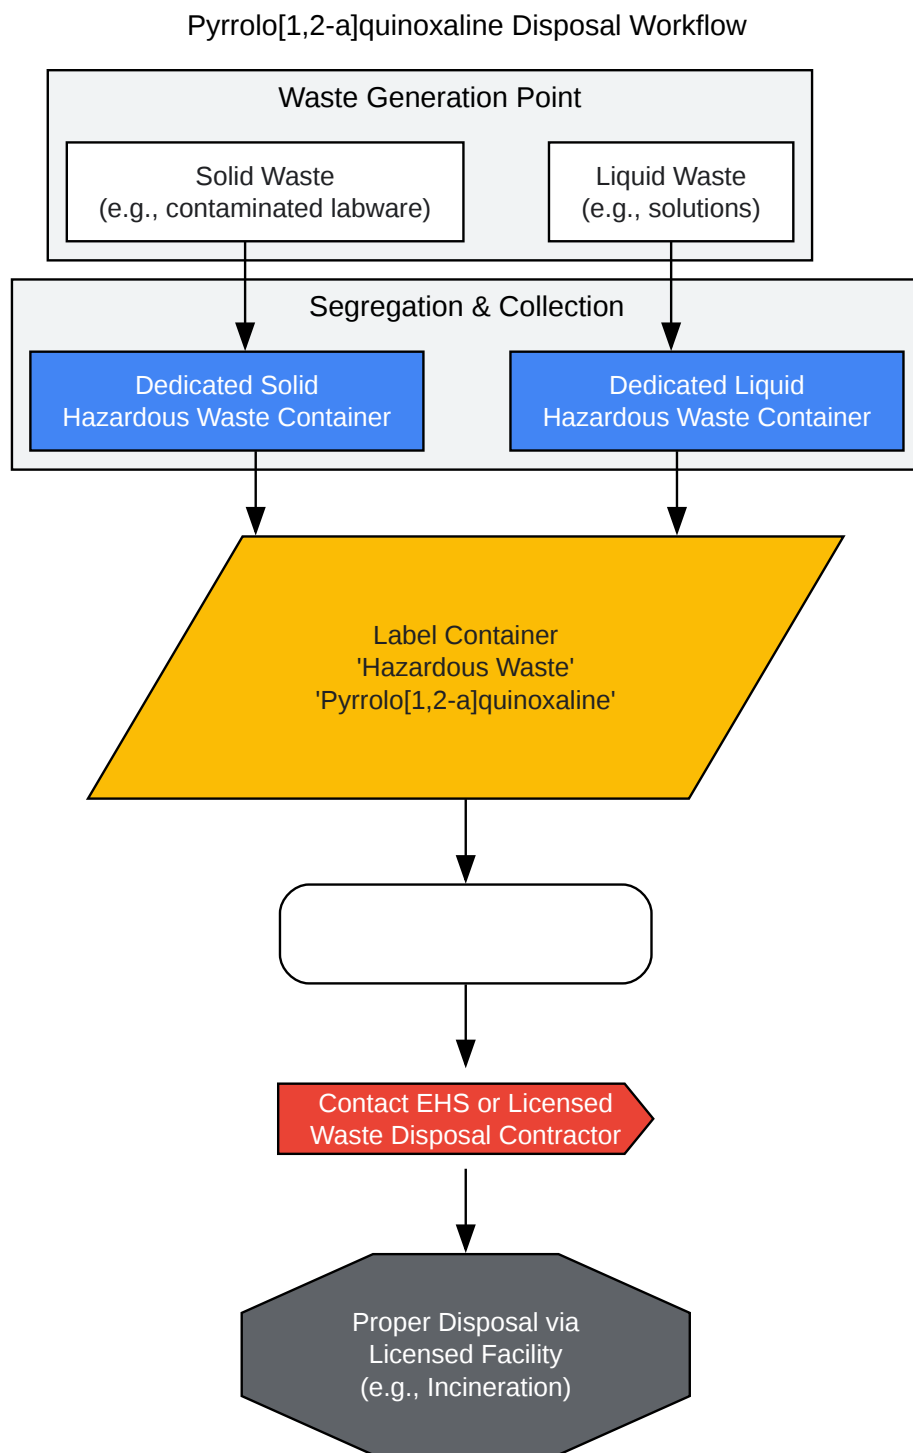 Pyrrolo[1,2-a]quinoxaline Disposal Workflow
Waste Generation Point
Solid Waste
(e.g., contaminated labware)
Liquid Waste
(e.g., solutions)
Segregation & Collection
Dedicated Solid
Hazardous Waste Container
Dedicated Liquid
Hazardous Waste Container
Label Container
'Hazardous Waste'
'Pyrrolo[1,2-a]quinoxaline'
Contact EHS or Licensed
Waste Disposal Contractor
Proper Disposal via
Licensed Facility
(e.g., Incineration)